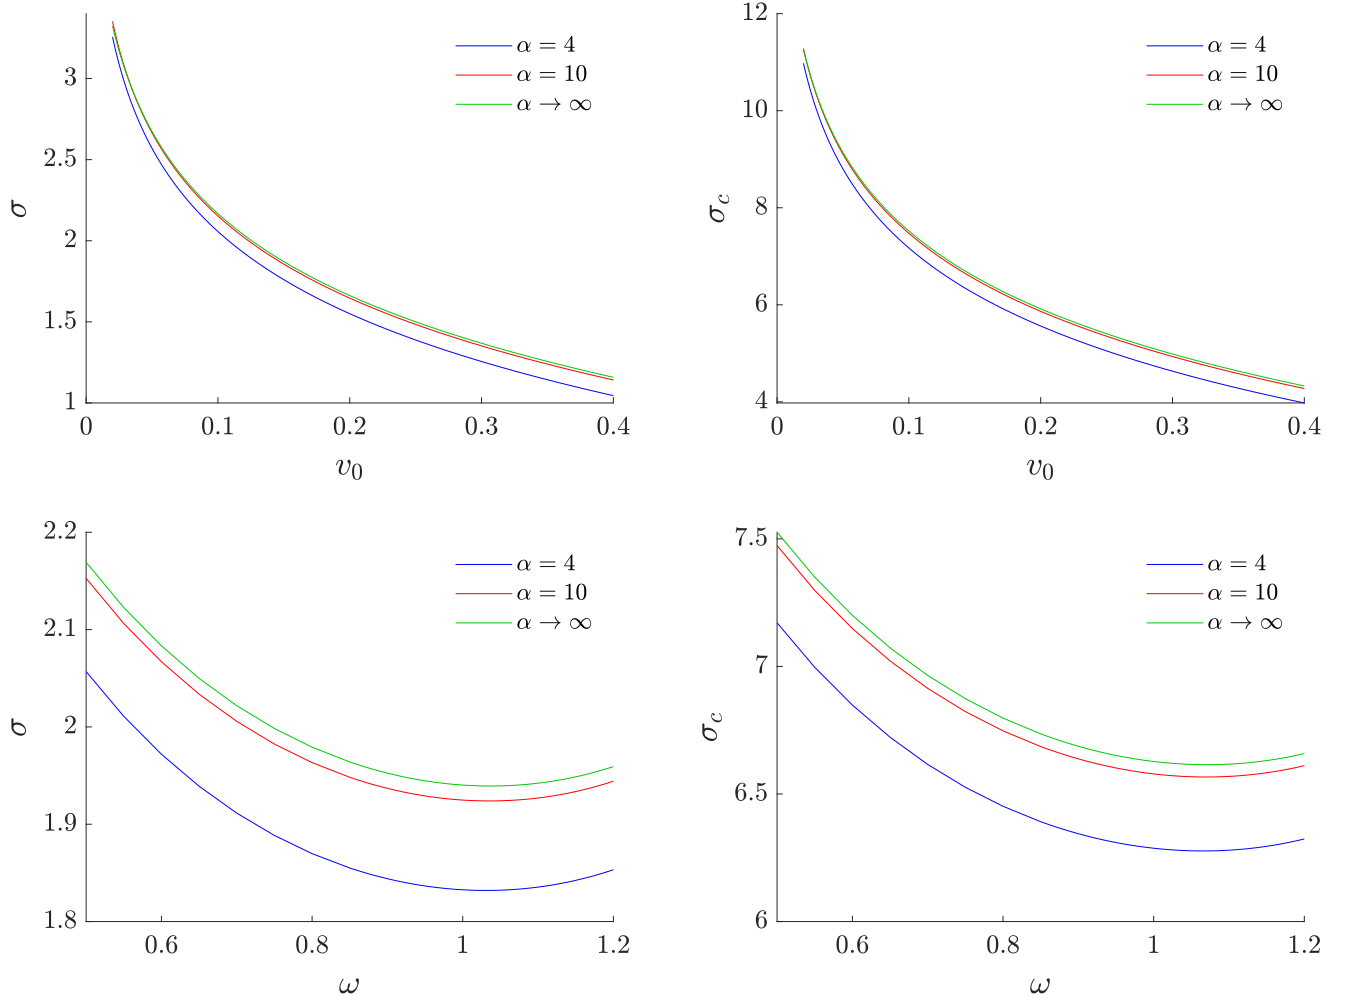 3
2.5
2
1.5
1
σ
0
0.1
0.2
0.3
0.4
v₀
α = 4
α = 10
α → ∞
12
10
8
6
4
σ_c
0
0.1
0.2
0.3
0.4
v₀
α = 4
α = 10
α → ∞
2.2
2.1
2
1.9
1.8
σ
0.6
0.8
1
1.2
ω
α = 4
α = 10
α → ∞
7.5
7
6.5
6
σ_c
0.6
0.8
1
1.2
ω
α = 4
α = 10
α → ∞